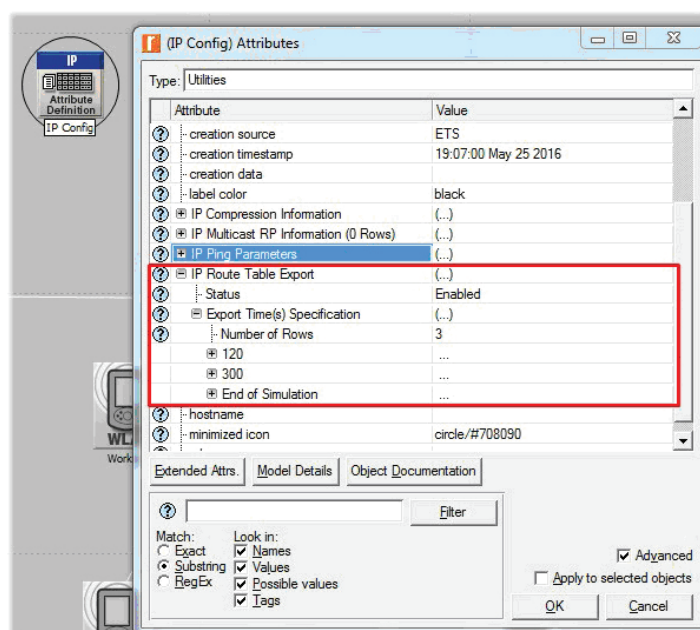 (IP Config) Attributes
IP
Attribute
Definition
IP Config
Type: Utilities
Attribute Value
creation source ETS
creation timestamp 19:07:00 May 25 2016
creation data
label color black
IP Compression Information (...)
IP Multicast RP Information (0 Rows) (...)
IP Ping Parameters (...)
IP Route Table Export (...)
Status Enabled
Export Time(s) Specification (...)
Number of Rows 3
120 ...
300 ...
End of Simulation ...
hostname
minimized icon circle/#708090
Extended Attrs. Model Details Object Documentation
Filter
Match: Look in:
Exact Names
Substring Values
RegEx Possible values
Tags
Advanced
Apply to selected objects
OK Cancel